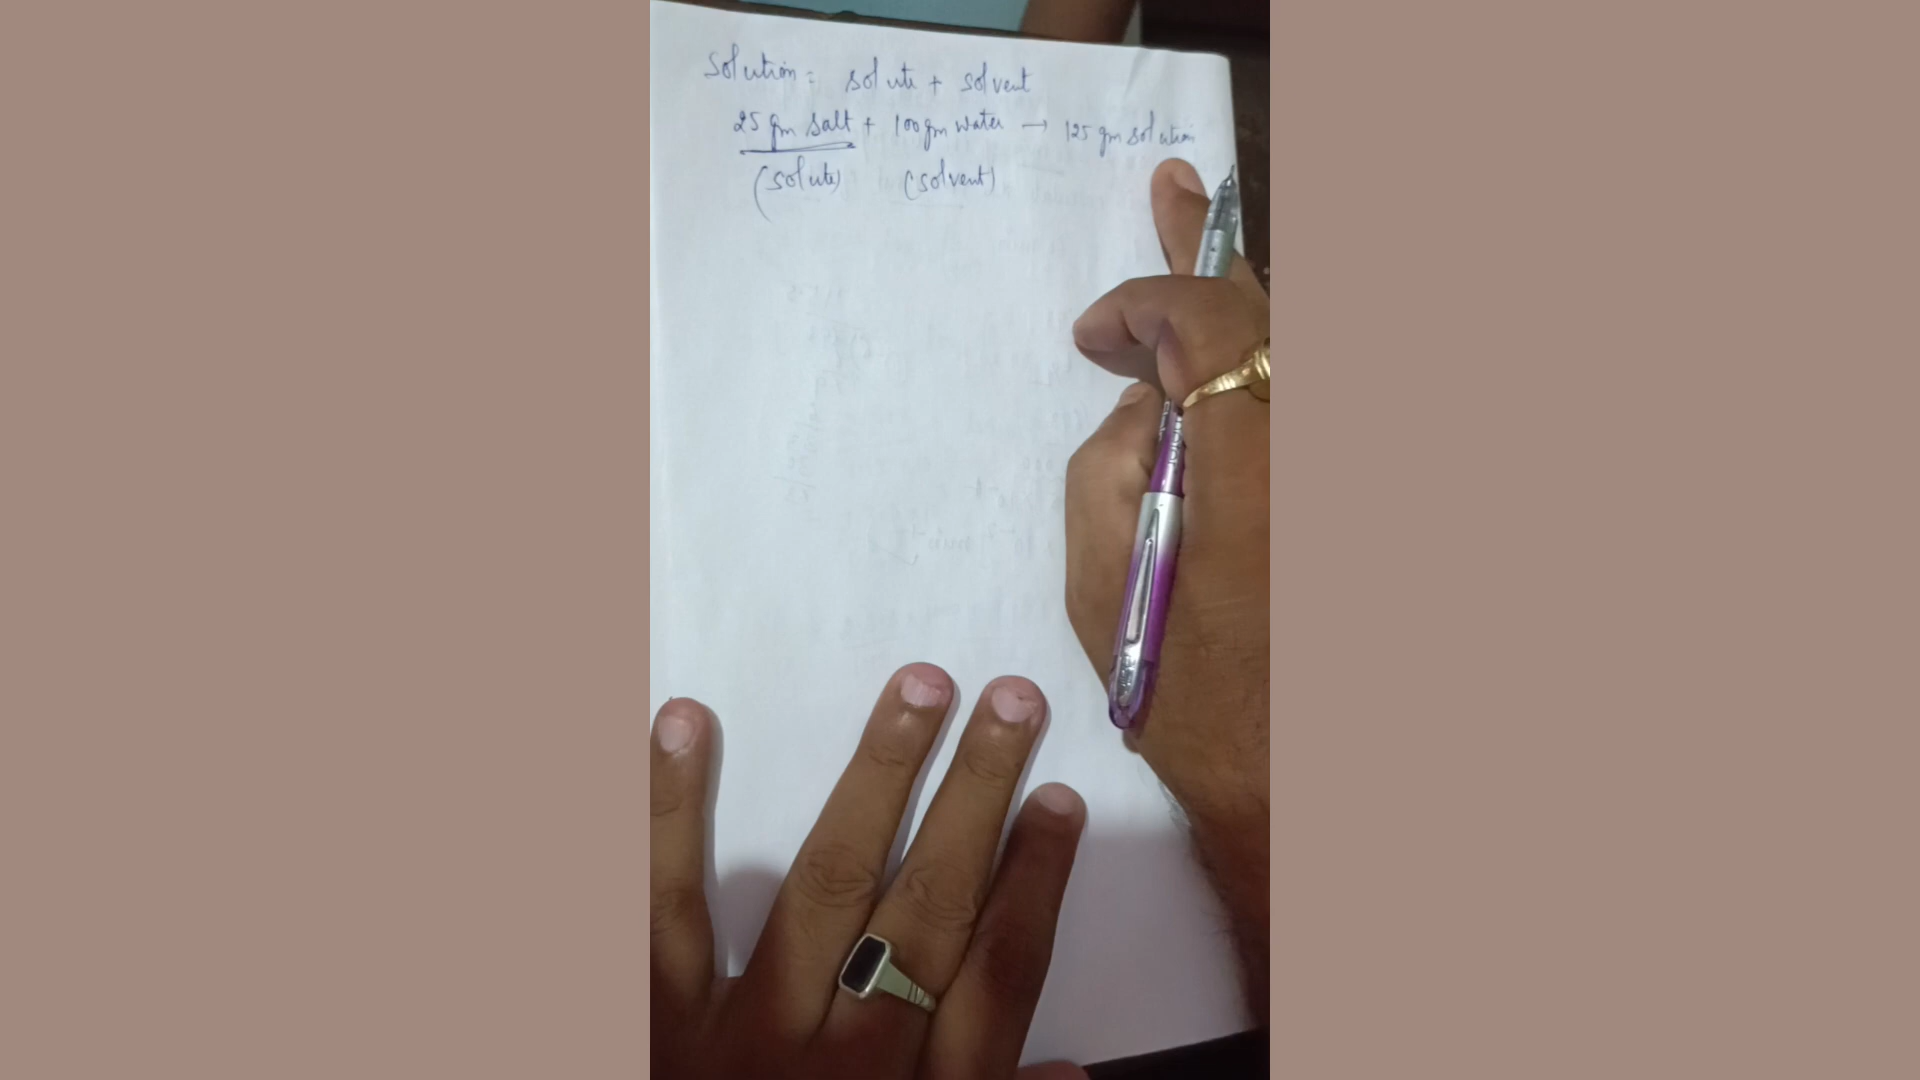 Solution = solute + solvent
25 gm salt + 100 gm water → 125 gm solution
(solute) (solvent)